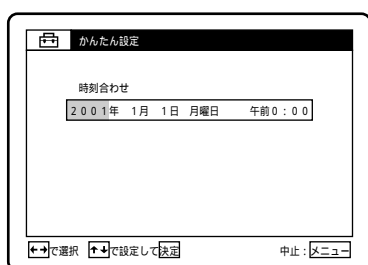 かんたん設定
時刻合わせ
2001年 1月 1日 月曜日 午前0:00
←→で選択 ↑↓で設定して決定 中止:メニュー